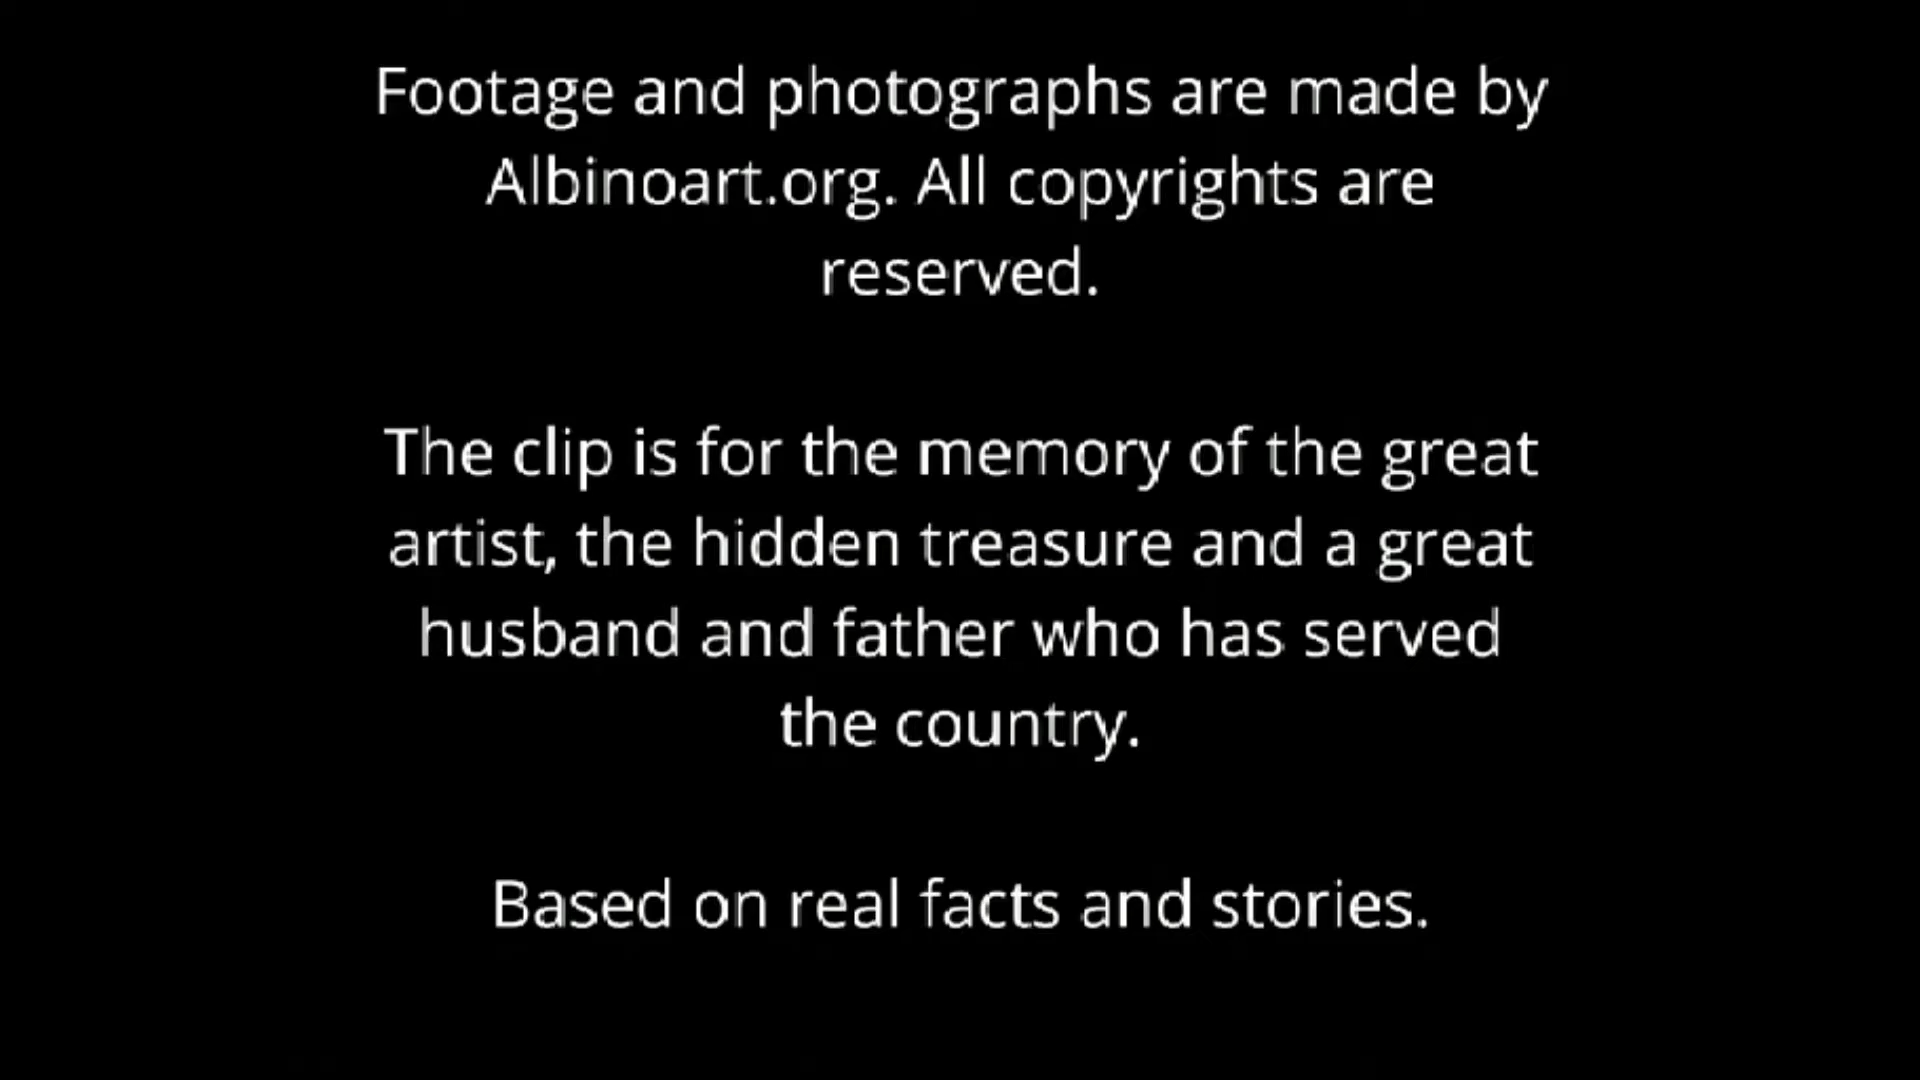 Footage and photographs are made by
Albinoart.org. All copyrights are
reserved.
The clip is for the memory of the great
artist, the hidden treasure and a great
husband and father who has served
the country.
Based on real facts and stories.